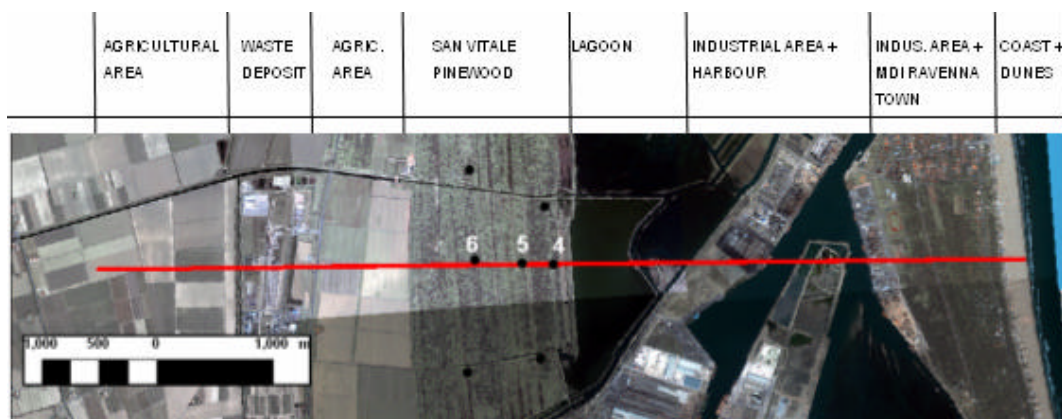 AGRICULTURAL
AREA
WASTE
DEPOSIT
AGRIC.
AREA
SAN VITALE
PINEWOOD
LAGOON
INDUSTRIAL AREA +
HARBOUR
INDUS. AREA +
MDI RAVENNA
TOWN
COAST +
DUNES
6 5 4
1,000 500 0 1,000 m